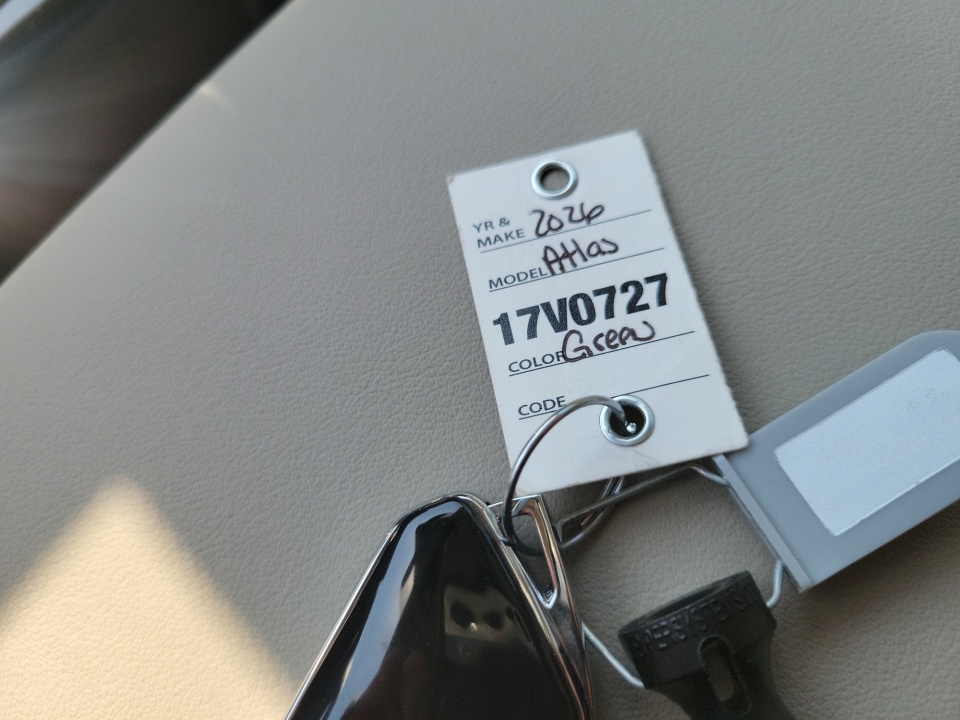 YR &
MAKE 2026
MODEL Atlas
17V0727
COLOR Green
CODE